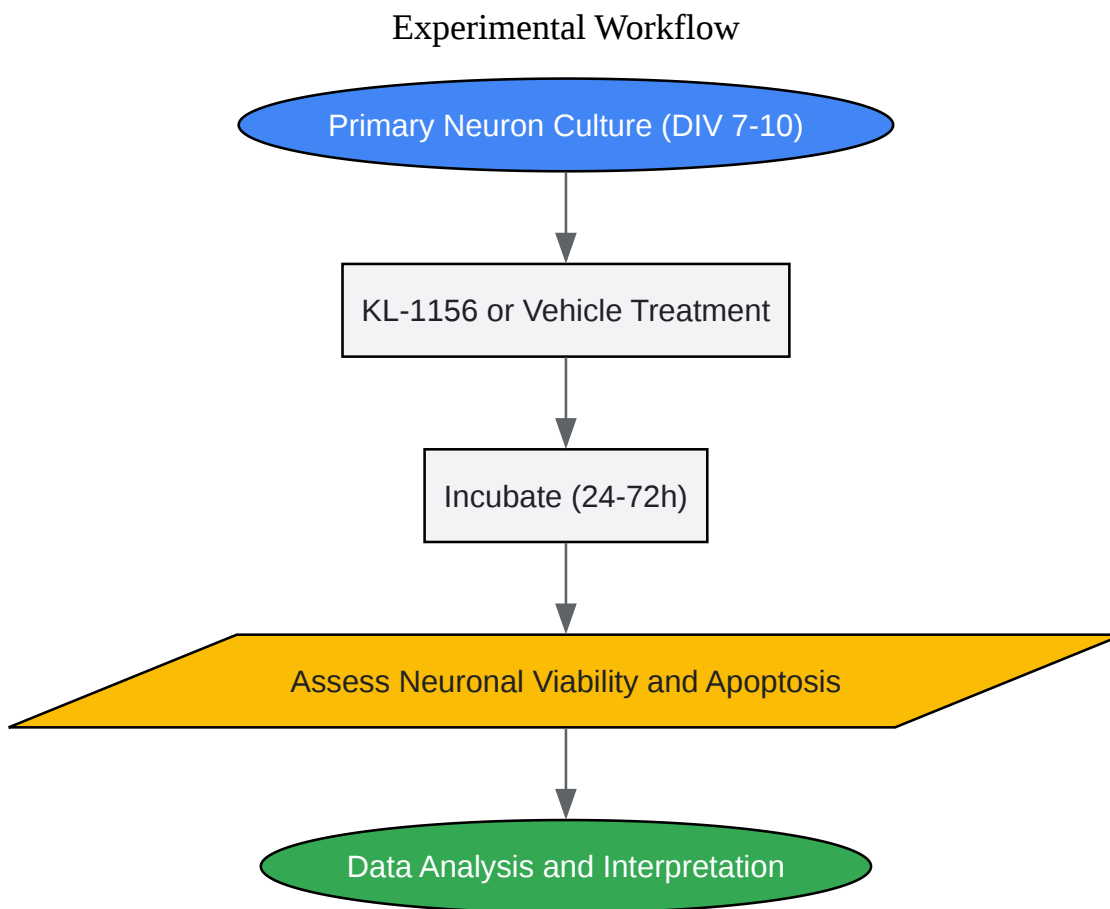 Experimental Workflow
Primary Neuron Culture (DIV 7-10)
KL-1156 or Vehicle Treatment
Incubate (24-72h)
Assess Neuronal Viability and Apoptosis
Data Analysis and Interpretation